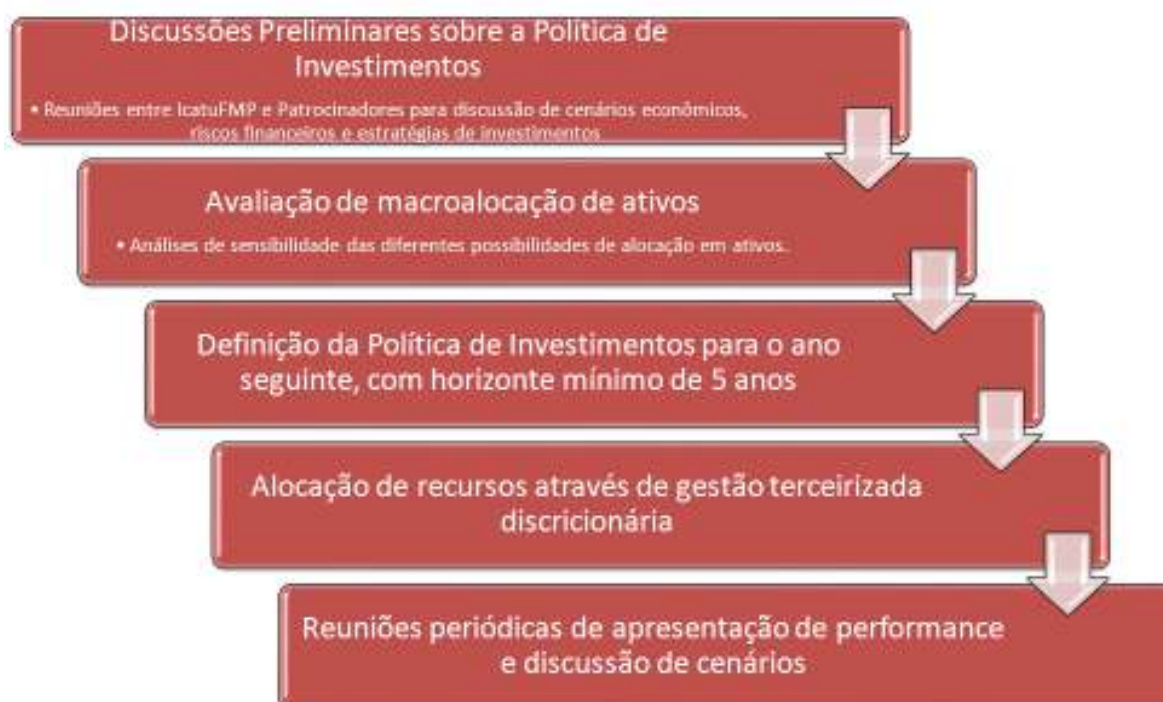 Discussões Preliminares sobre a Política de
Investimentos
• Reuniões entre IcatuFMP e Patrocinadores para discussão de cenários econômicos,
riscos financeiros e estratégias de investimentos
Avaliação de macroalocação de ativos
• Análises de sensibilidade das diferentes possibilidades de alocação em ativos.
Definição da Política de Investimentos para o ano
seguinte, com horizonte mínimo de 5 anos
Alocação de recursos através de gestão terceirizada
discricionária
Reuniões periódicas de apresentação de performance
e discussão de cenários